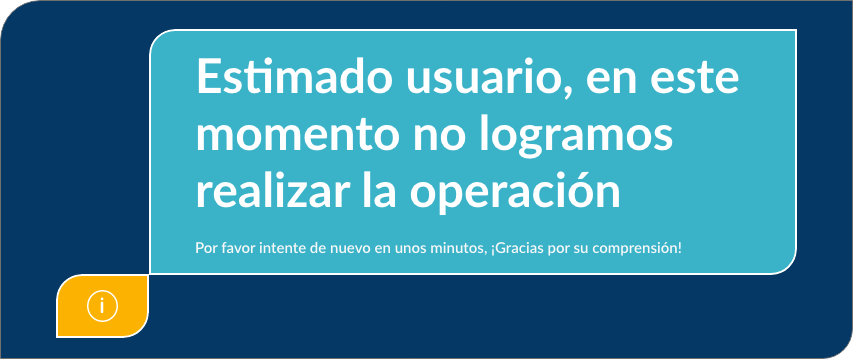 Estimado usuario, en este
momento no logramos
realizar la operación
Por favor intente de nuevo en unos minutos, ¡Gracias por su comprensión!
i